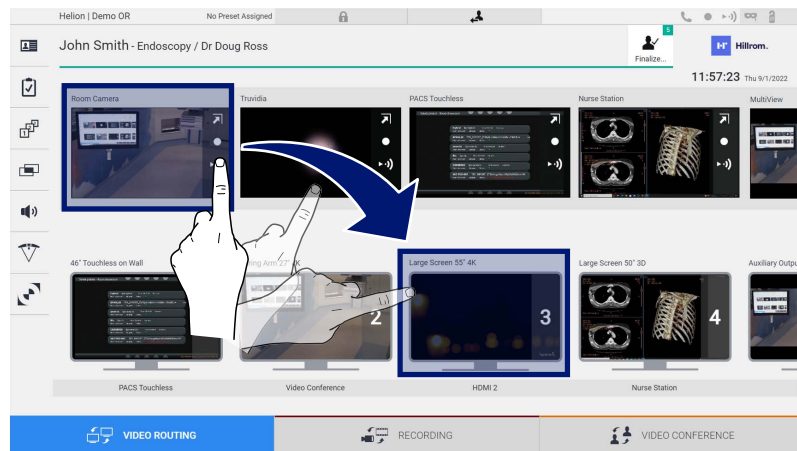 Helion | Demo OR
No Preset Assigned
John Smith - Endoscopy / Dr Doug Ross
5
Finalize...
Hillrom.
11:57:23 Thu 9/1/2022
Room Camera
Truvidia
PACS Touchless
Nurse Station
MultiView
46" Touchless on Wall
27"
Large Screen 55" 4K
Large Screen 50" 3D
Auxiliary Outpu
2
3
4
PACS Touchless
Video Conference
HDMI 2
Nurse Station
VIDEO ROUTING
RECORDING
VIDEO CONFERENCE